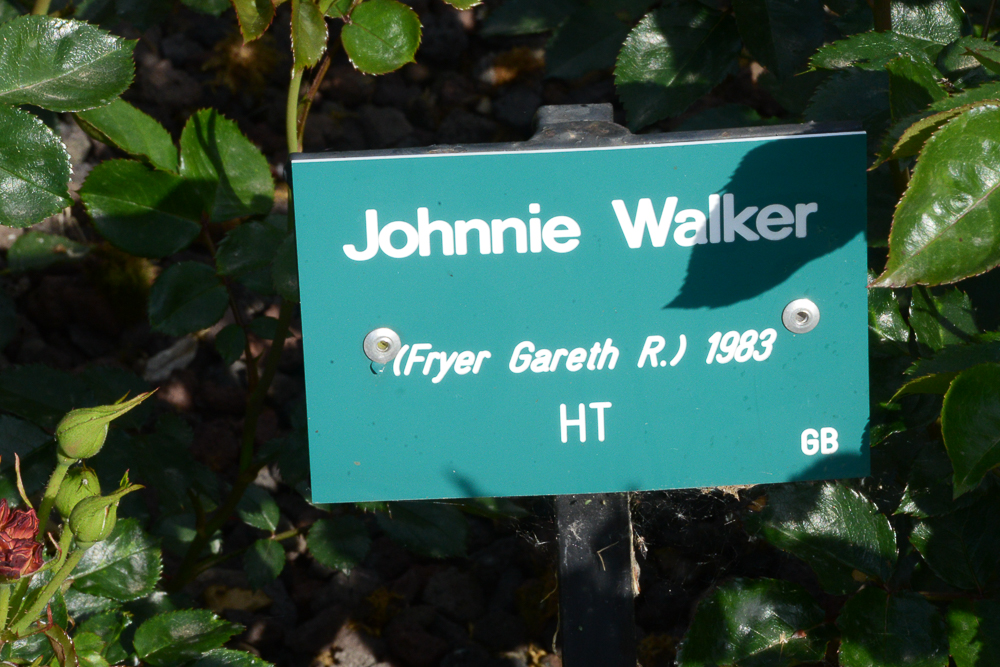 Johnnie Walker
(Fryer Gareth R.) 1983
HT
GB